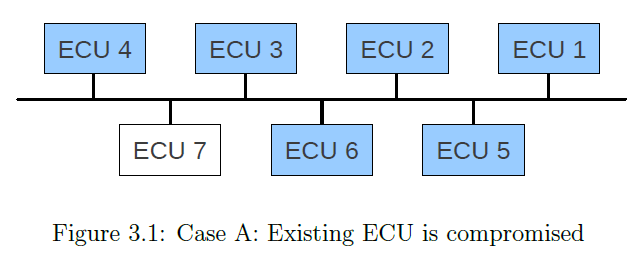 ECU 4
ECU 3
ECU 2
ECU 1
ECU 7
ECU 6
ECU 5
Figure 3.1: Case A: Existing ECU is compromised